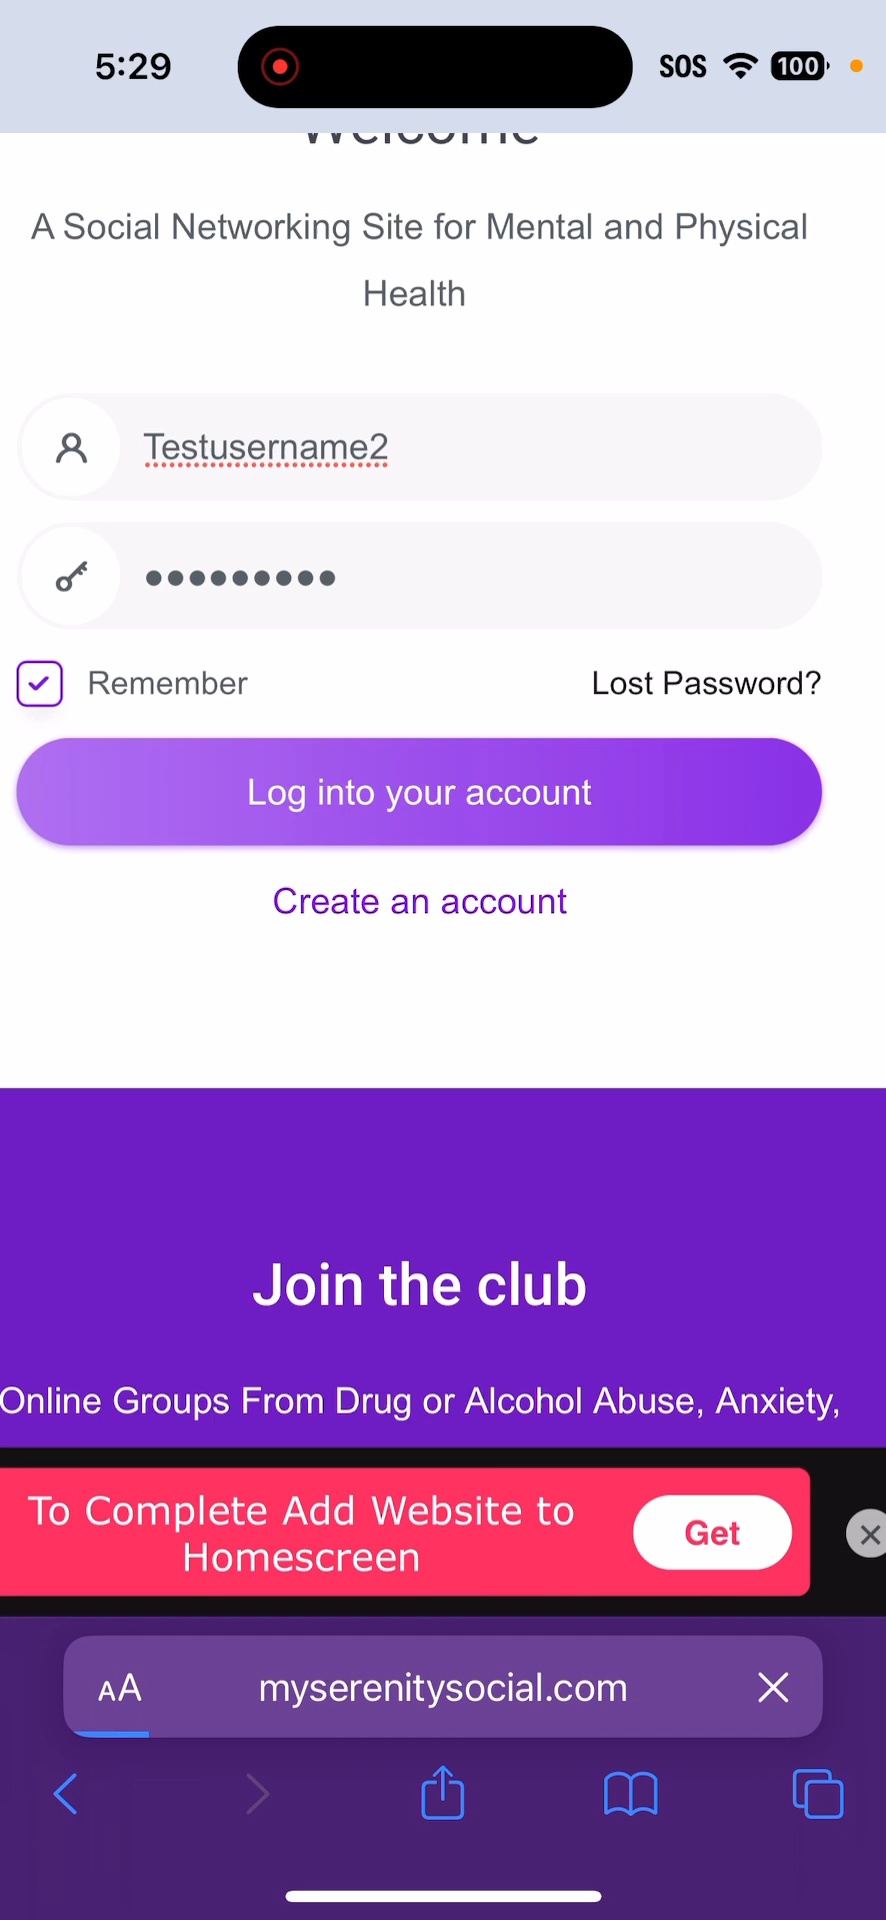 5:29 SOS 100
Welcome
A Social Networking Site for Mental and Physical
Health
Testusername2
Remember Lost Password?
Log into your account
Create an account
Join the club
Online Groups From Drug or Alcohol Abuse, Anxiety,
To Complete Add Website to
Homescreen
Get
AA myserenitysocial.com